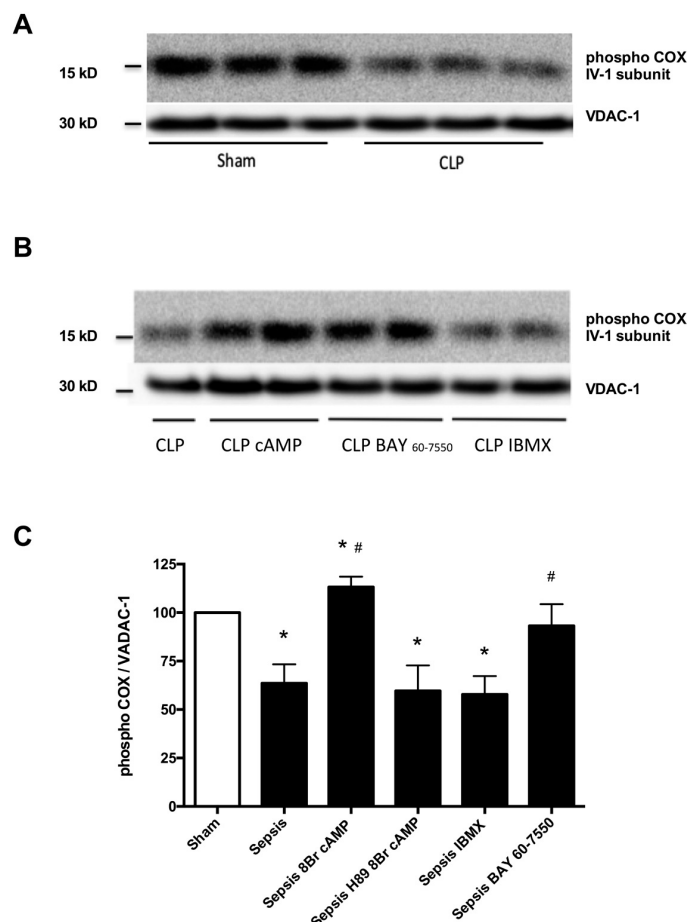 A
phospho COX
IV-1 subunit
15 kD
VDAC-1
30 kD
Sham CLP
B
phospho COX
IV-1 subunit
15 kD
30 kD
VDAC-1
CLP CLP cAMP CLP BAY 60-7550 CLP IBMX
C
* #
#
125
100
*
*
*
75
50
25
0
phospho COX / VADAC-1
Sham
Sepsis
Sepsis 8Br cAMP
Sepsis H89 8Br cAMP
Sepsis IBMX
Sepsis BAY 60-7550